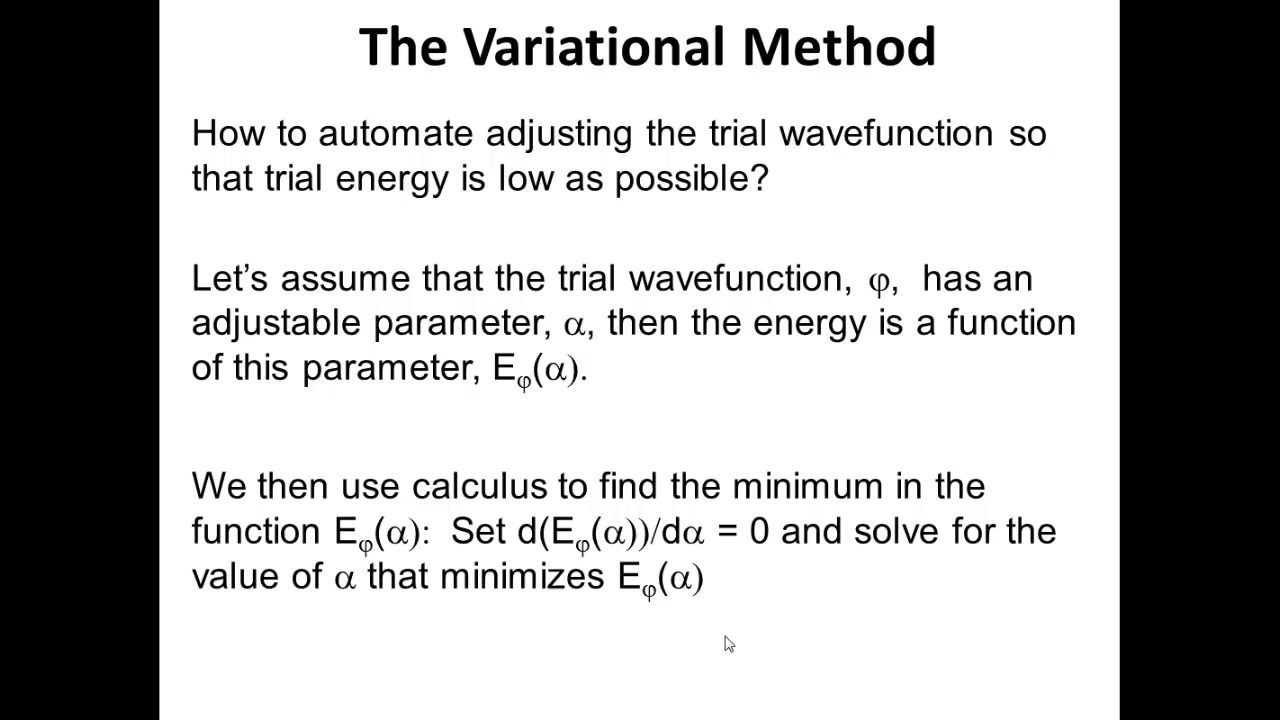 The Variational Method
How to automate adjusting the trial wavefunction so
that trial energy is low as possible?
Let’s assume that the trial wavefunction, φ, has an
adjustable parameter, α, then the energy is a function
of this parameter, Eφ(α).
We then use calculus to find the minimum in the
function Eφ(α): Set d(Eφ(α))/dα = 0 and solve for the
value of α that minimizes Eφ(α)